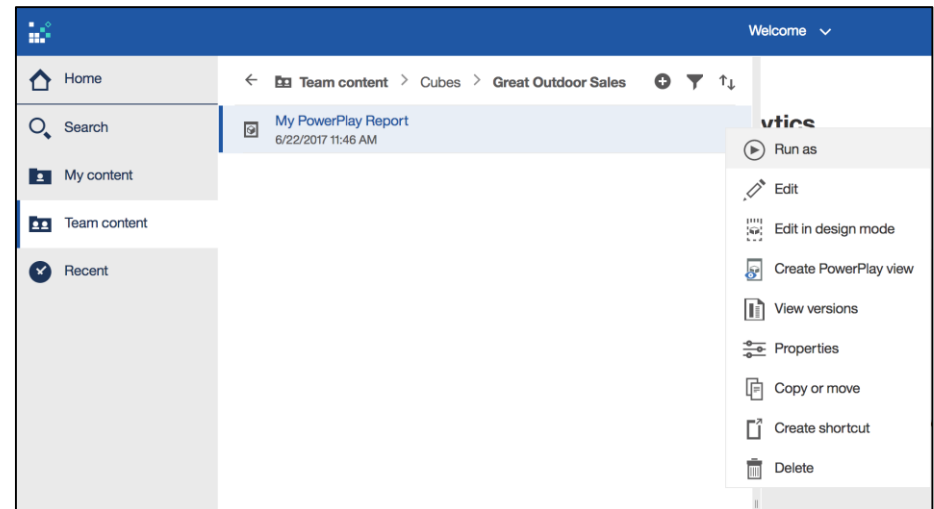 Welcome
Home
Team content > Cubes > Great Outdoor Sales
Search
My PowerPlay Report
6/22/2017 11:46 AM
ytics
Run as
My content
Edit
Team content
Edit in design mode
Recent
Create PowerPlay view
View versions
Properties
Copy or move
Create shortcut
Delete